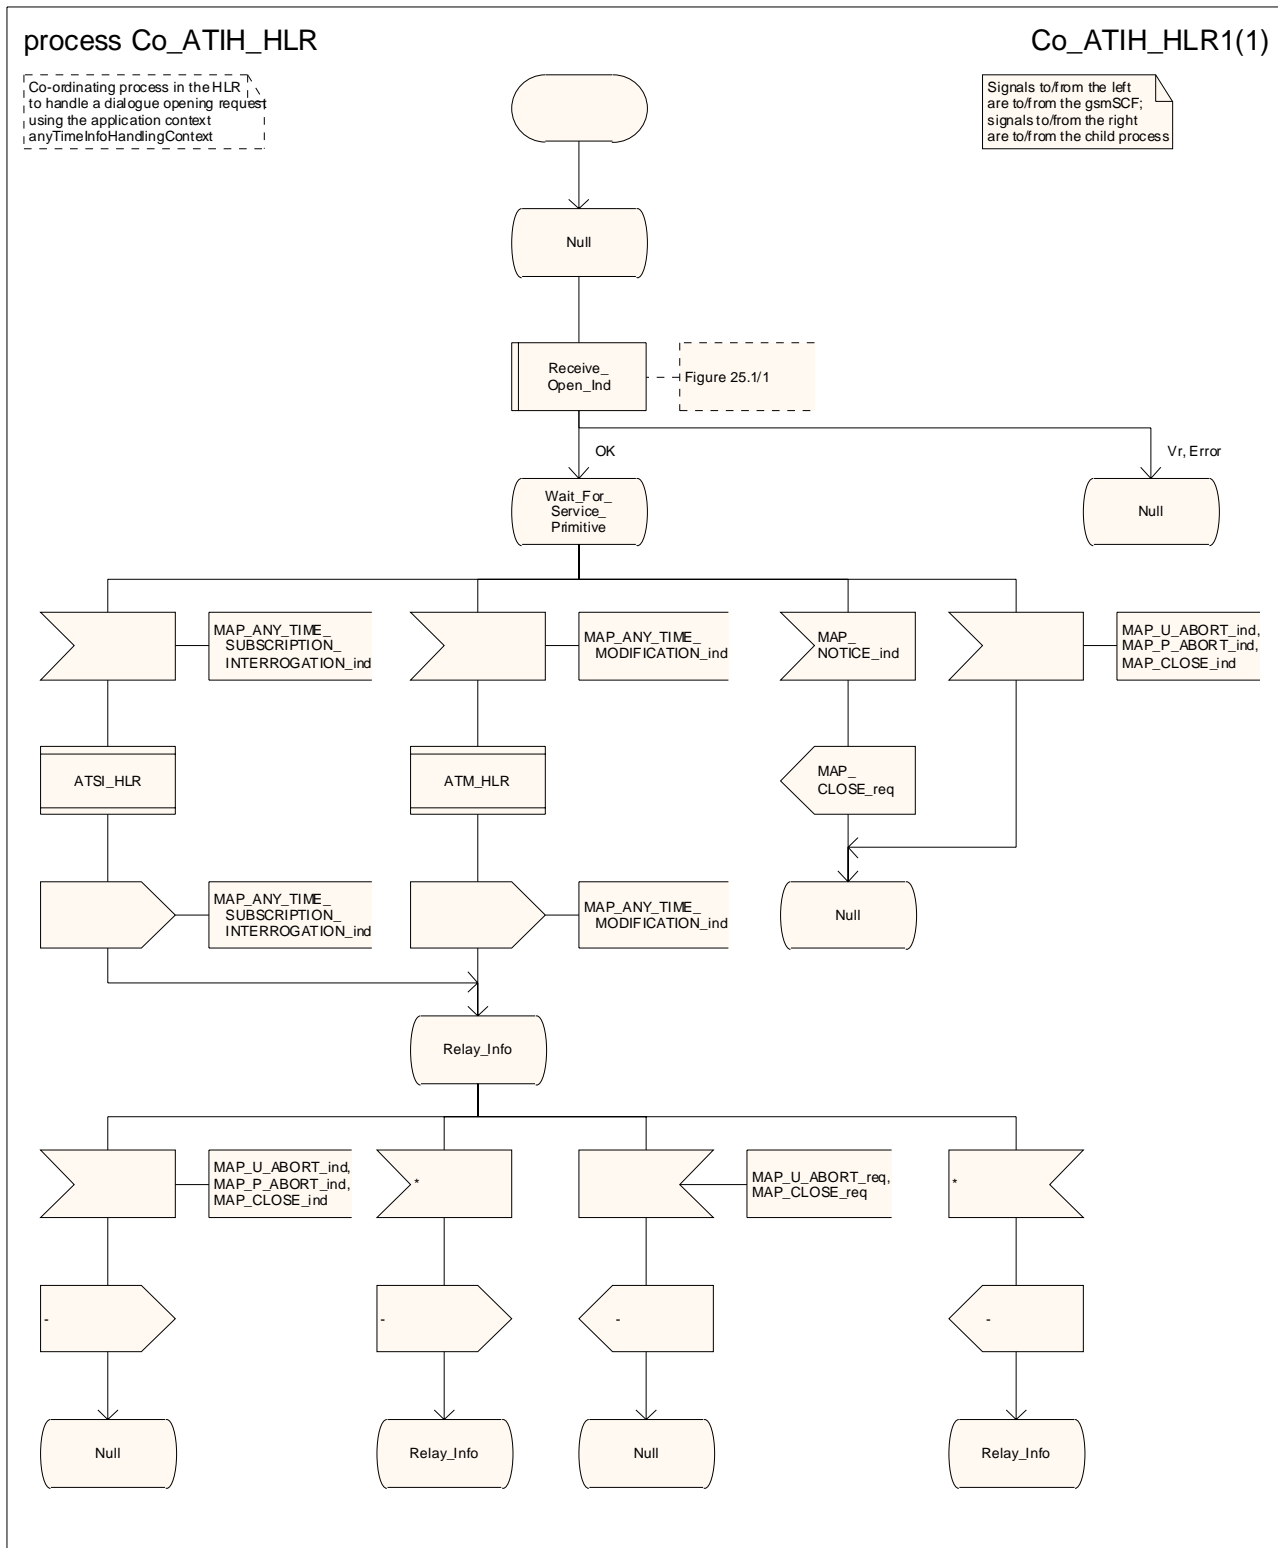 process Co_ATIH_HLR
Co_ATIH_HLR1(1)
Co-ordinating process in the HLR
to handle a dialogue opening request
using the application context
anyTimeInfoHandlingContext
Signals to/from the left
are to/from the gsmSCF;
signals to/from the right
are to/from the child process
Null
Receive_
Open_Ind
Figure 25.1/1
OK
Vr, Error
Wait_For_
Service_
Primitive
Null
MAP_ANY_TIME_
SUBSCRIPTION_
INTERROGATION_ind
MAP_ANY_TIME_
MODIFICATION_ind
MAP_
NOTICE_ind
MAP_U_ABORT_ind,
MAP_P_ABORT_ind,
MAP_CLOSE_ind
ATSI_HLR
ATM_HLR
MAP_
CLOSE_req
MAP_ANY_TIME_
SUBSCRIPTION_
INTERROGATION_ind
MAP_ANY_TIME_
MODIFICATION_ind
Null
Relay_Info
MAP_U_ABORT_ind,
MAP_P_ABORT_ind,
MAP_CLOSE_ind
*
MAP_U_ABORT_req,
MAP_CLOSE_req
*
-
-
-
-
Null
Relay_Info
Null
Relay_Info